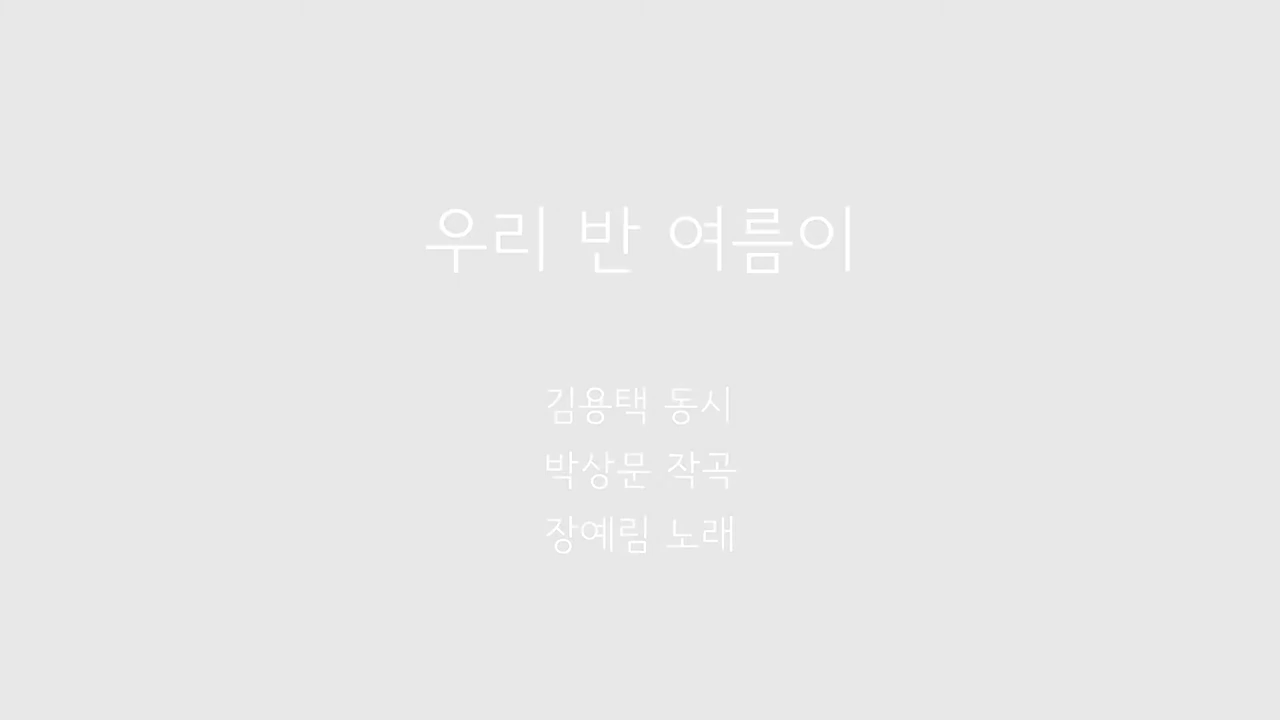 우리 반 여름이
김용택 동시
박상문 작곡
장예림 노래